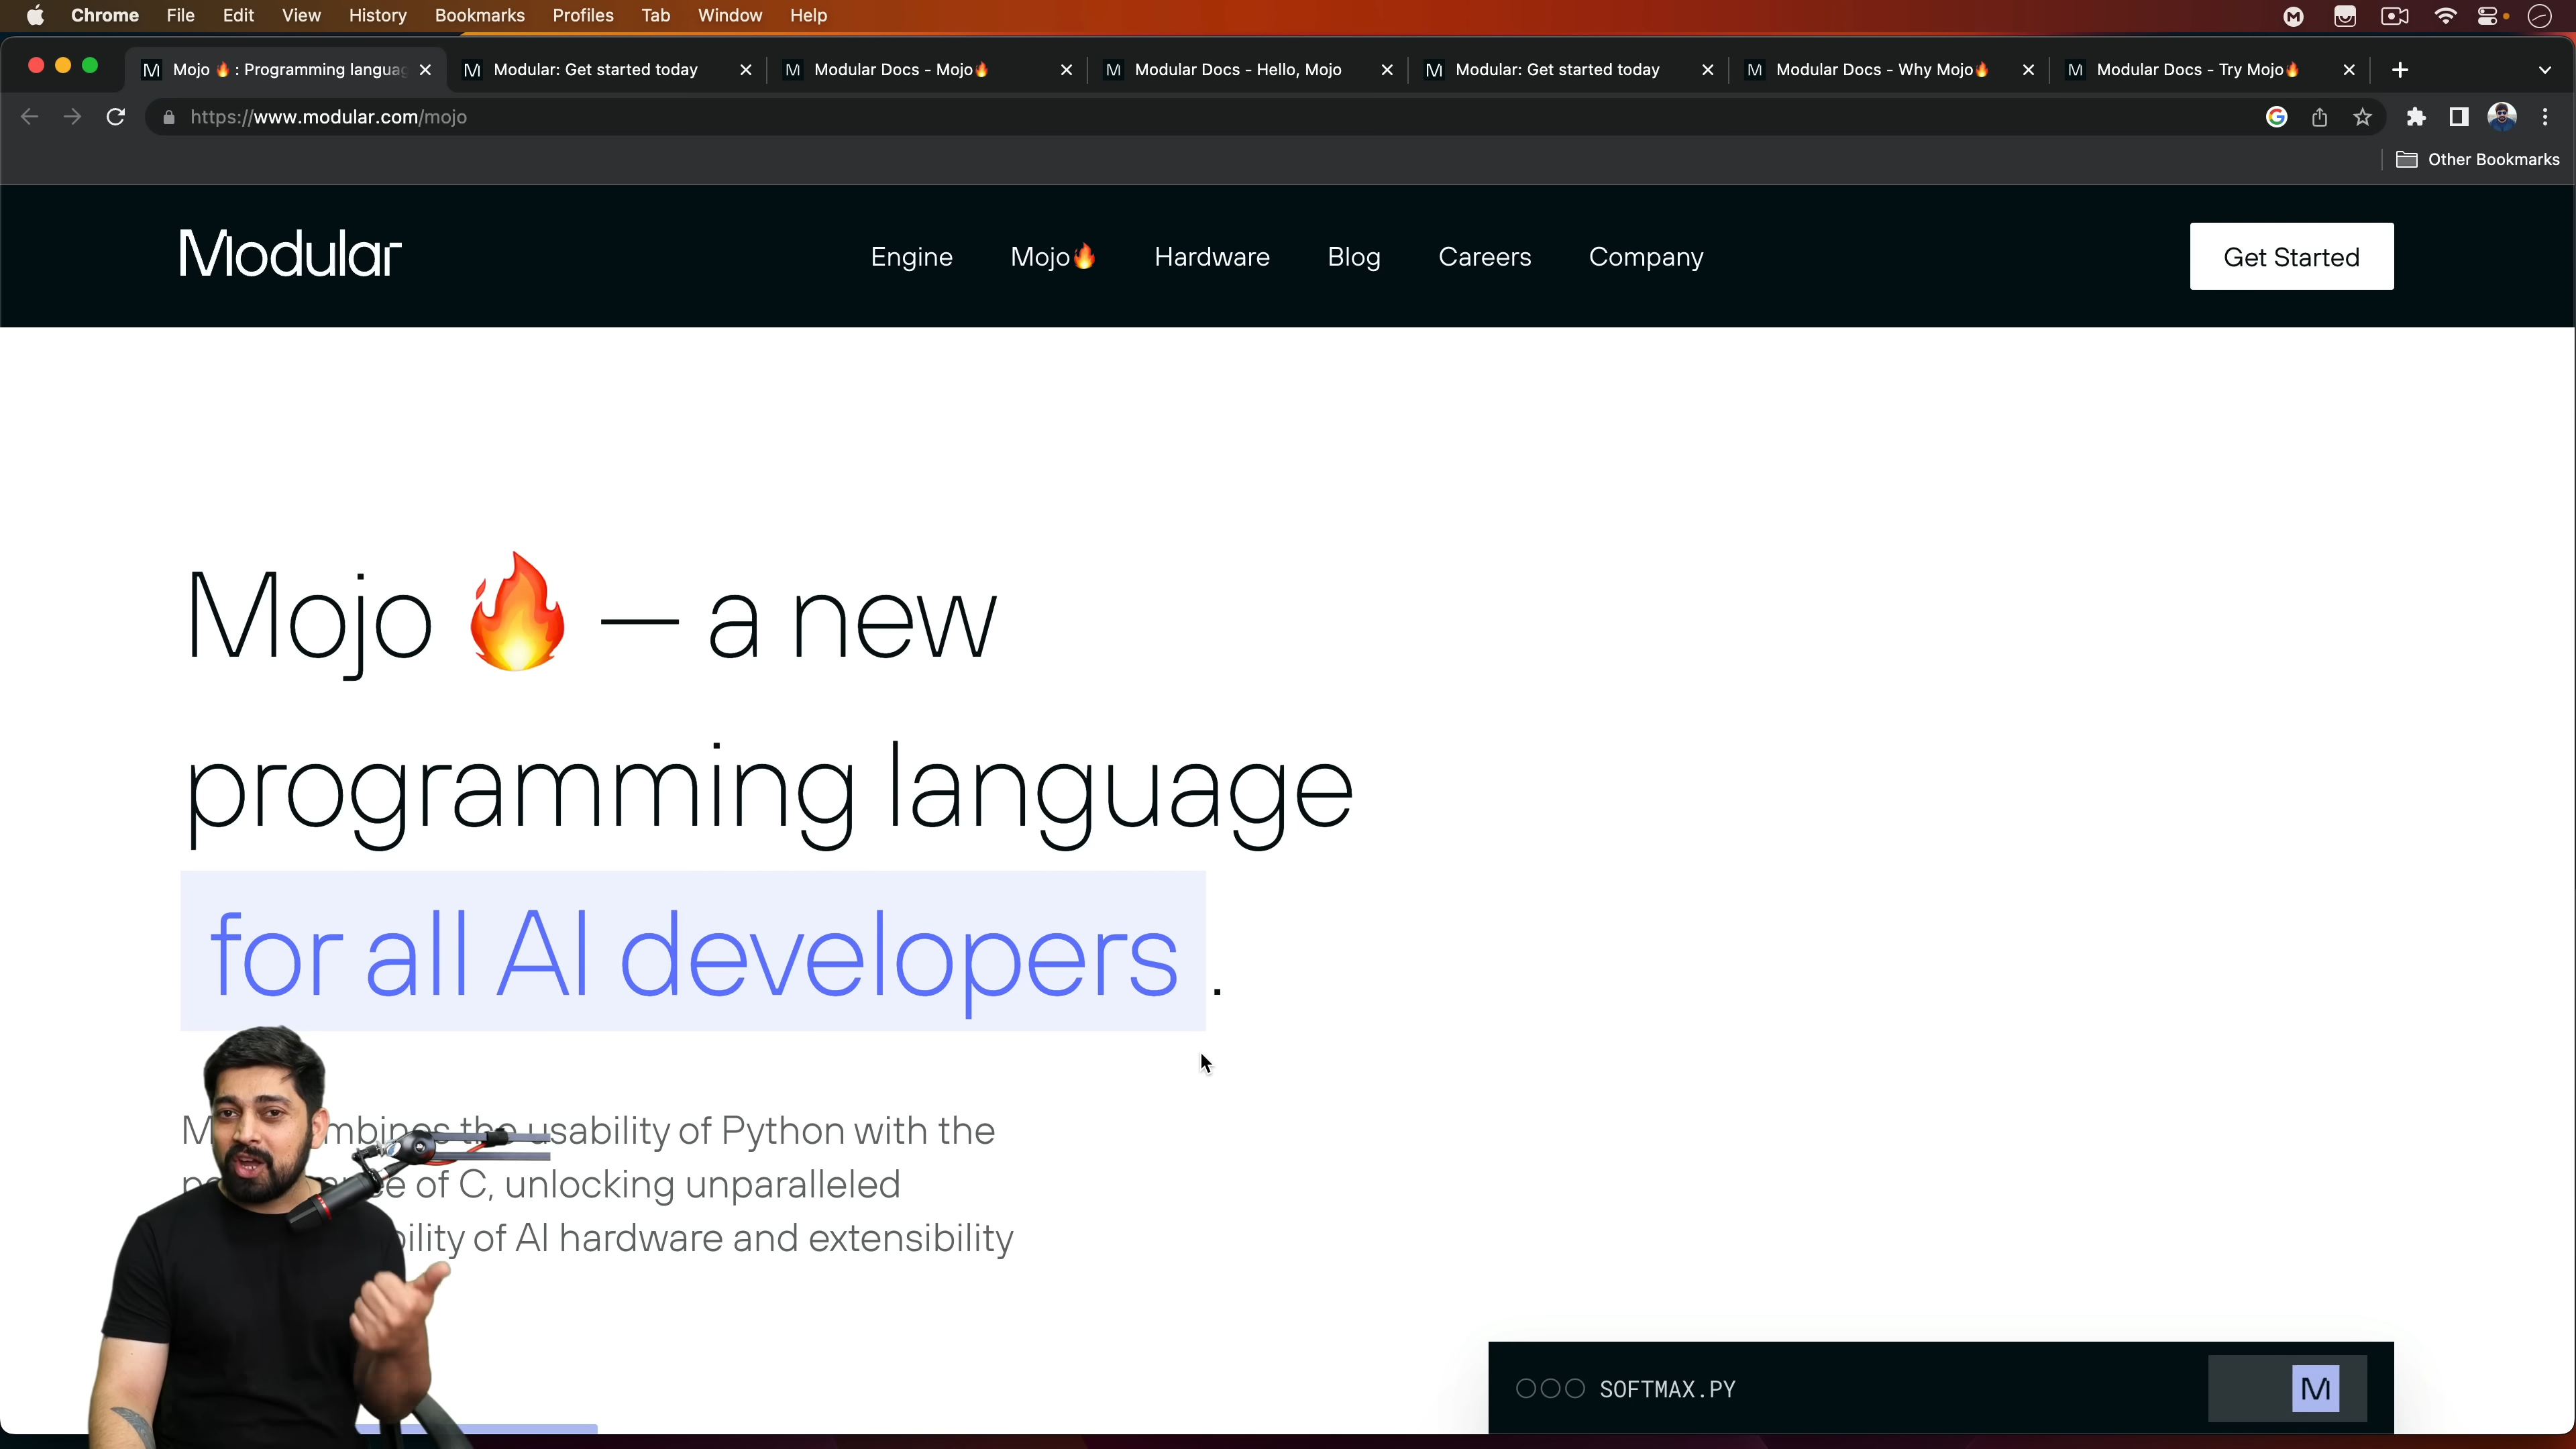 Chrome File Edit View History Bookmarks Profiles Tab Window Help
Mojo 🔥 : Programming languag
Modular: Get started today
Modular Docs - Mojo🔥
Modular Docs - Hello, Mojo
Modular: Get started today
Modular Docs - Why Mojo🔥
Modular Docs - Try Mojo🔥
https://www.modular.com/mojo
Other Bookmarks
Modular
Engine Mojo🔥 Hardware Blog Careers Company
Get Started
Mojo 🔥 — a new
programming language
for all AI developers .
the usability of Python with the
of C, unlocking unparalleled
of AI hardware and extensibility
SOFTMAX.PY